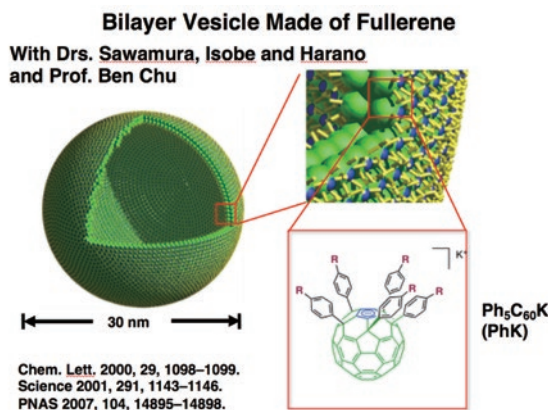 Bilayer Vesicle Made of Fullerene
With Drs. Sawamura, Isobe and Harano
and Prof. Ben Chu
K+
R
R
R
R
R
Ph5C60K
(PhK)
30 nm
Chem. Lett. 2000, 29, 1098–1099.
Science 2001, 291, 1143–1146.
PNAS 2007, 104, 14895–14898.